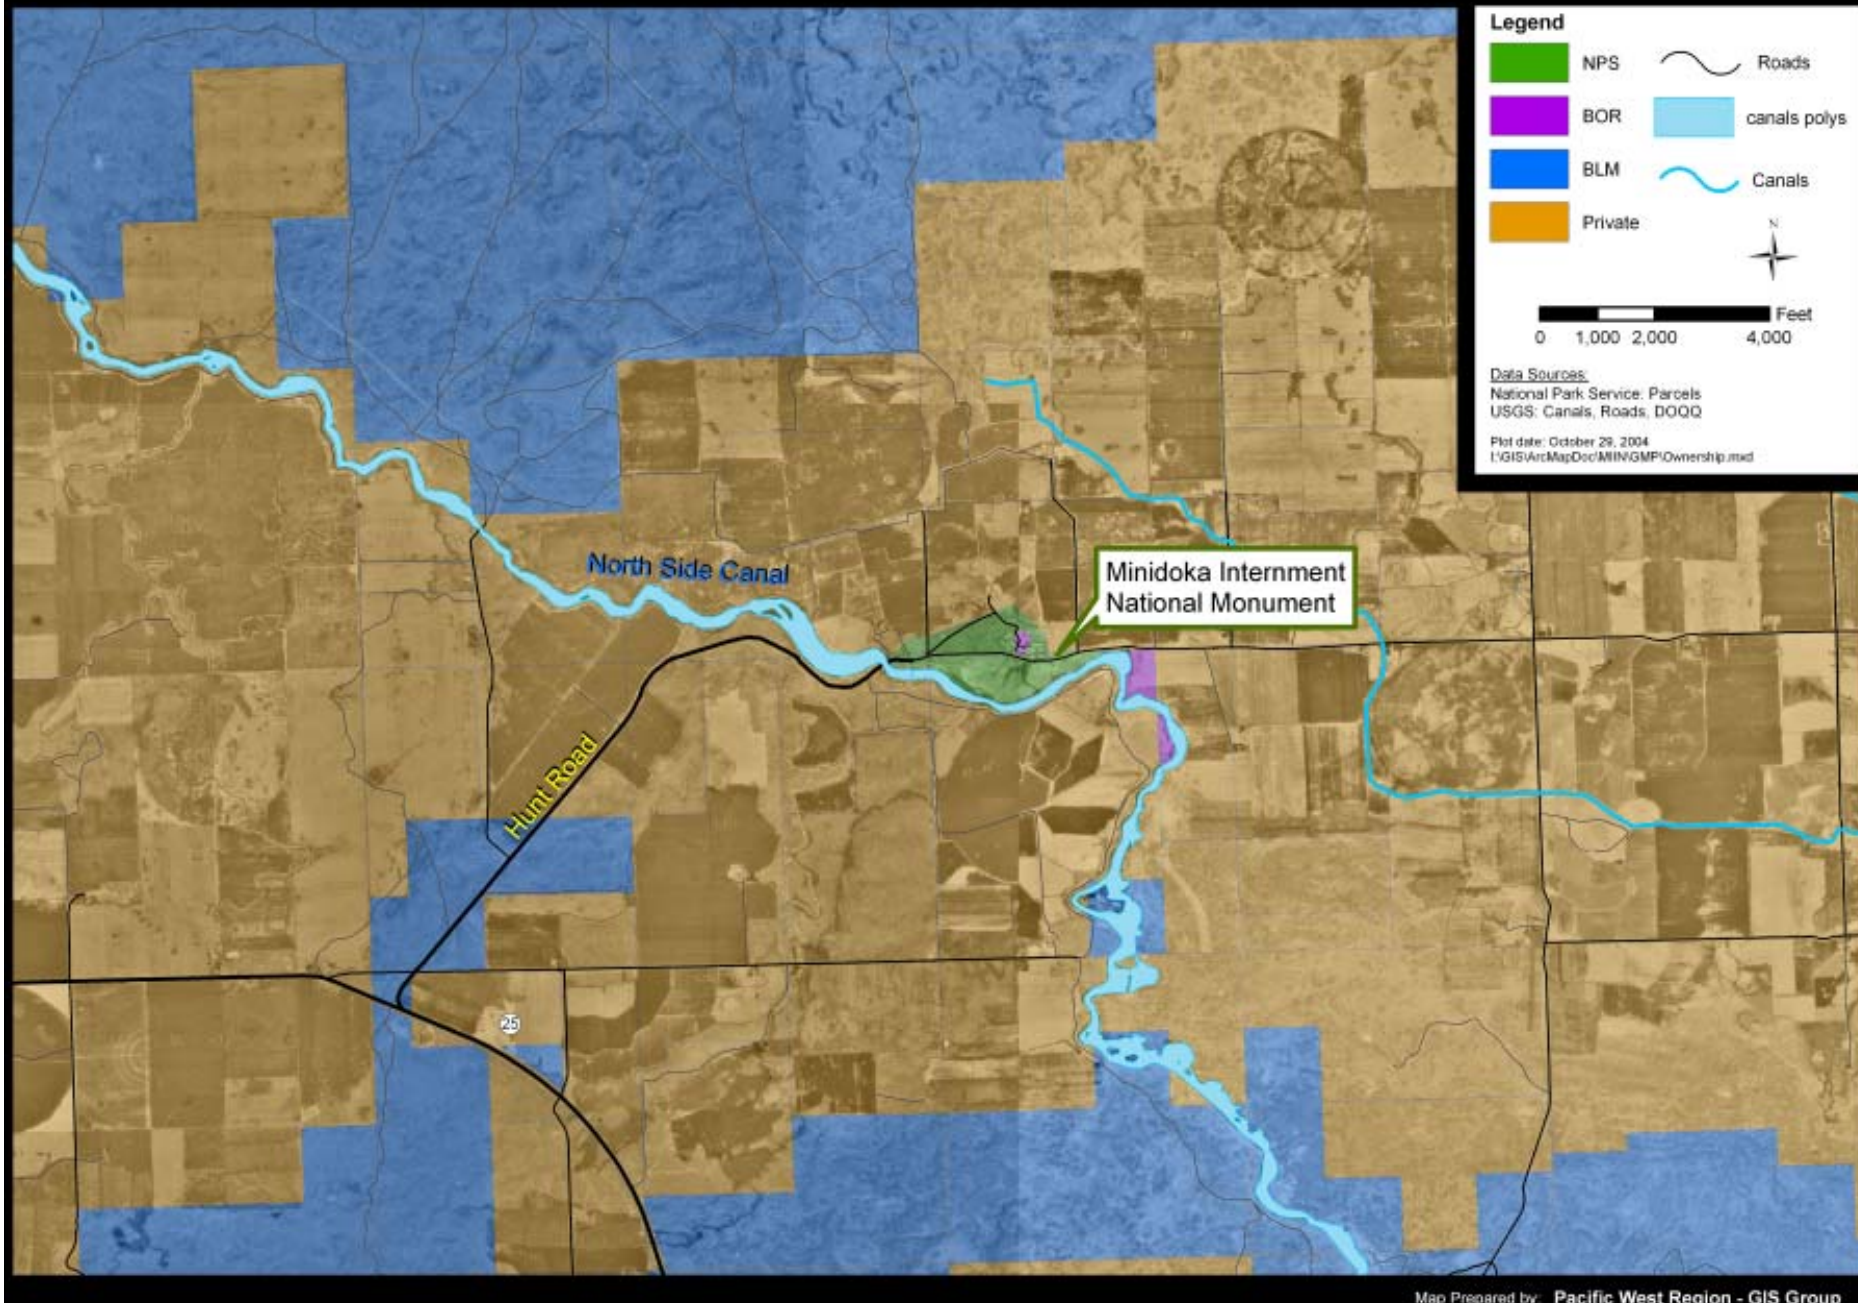 Legend
NPS
Roads
BOR
canals polys
BLM
Canals
Private
N
Feet
0 1,000 2,000 4,000
Data Sources:
National Park Service: Parcels
USGS: Canals, Roads, DOQQ
Plot date: October 29, 2004
I:\GIS\ArcMapDoc\MIIN\GMP\Ownership.mxd
North Side Canal
Minidoka Internment
National Monument
Hunt Road
25
Map Prepared by: Pacific West Region - GIS Group